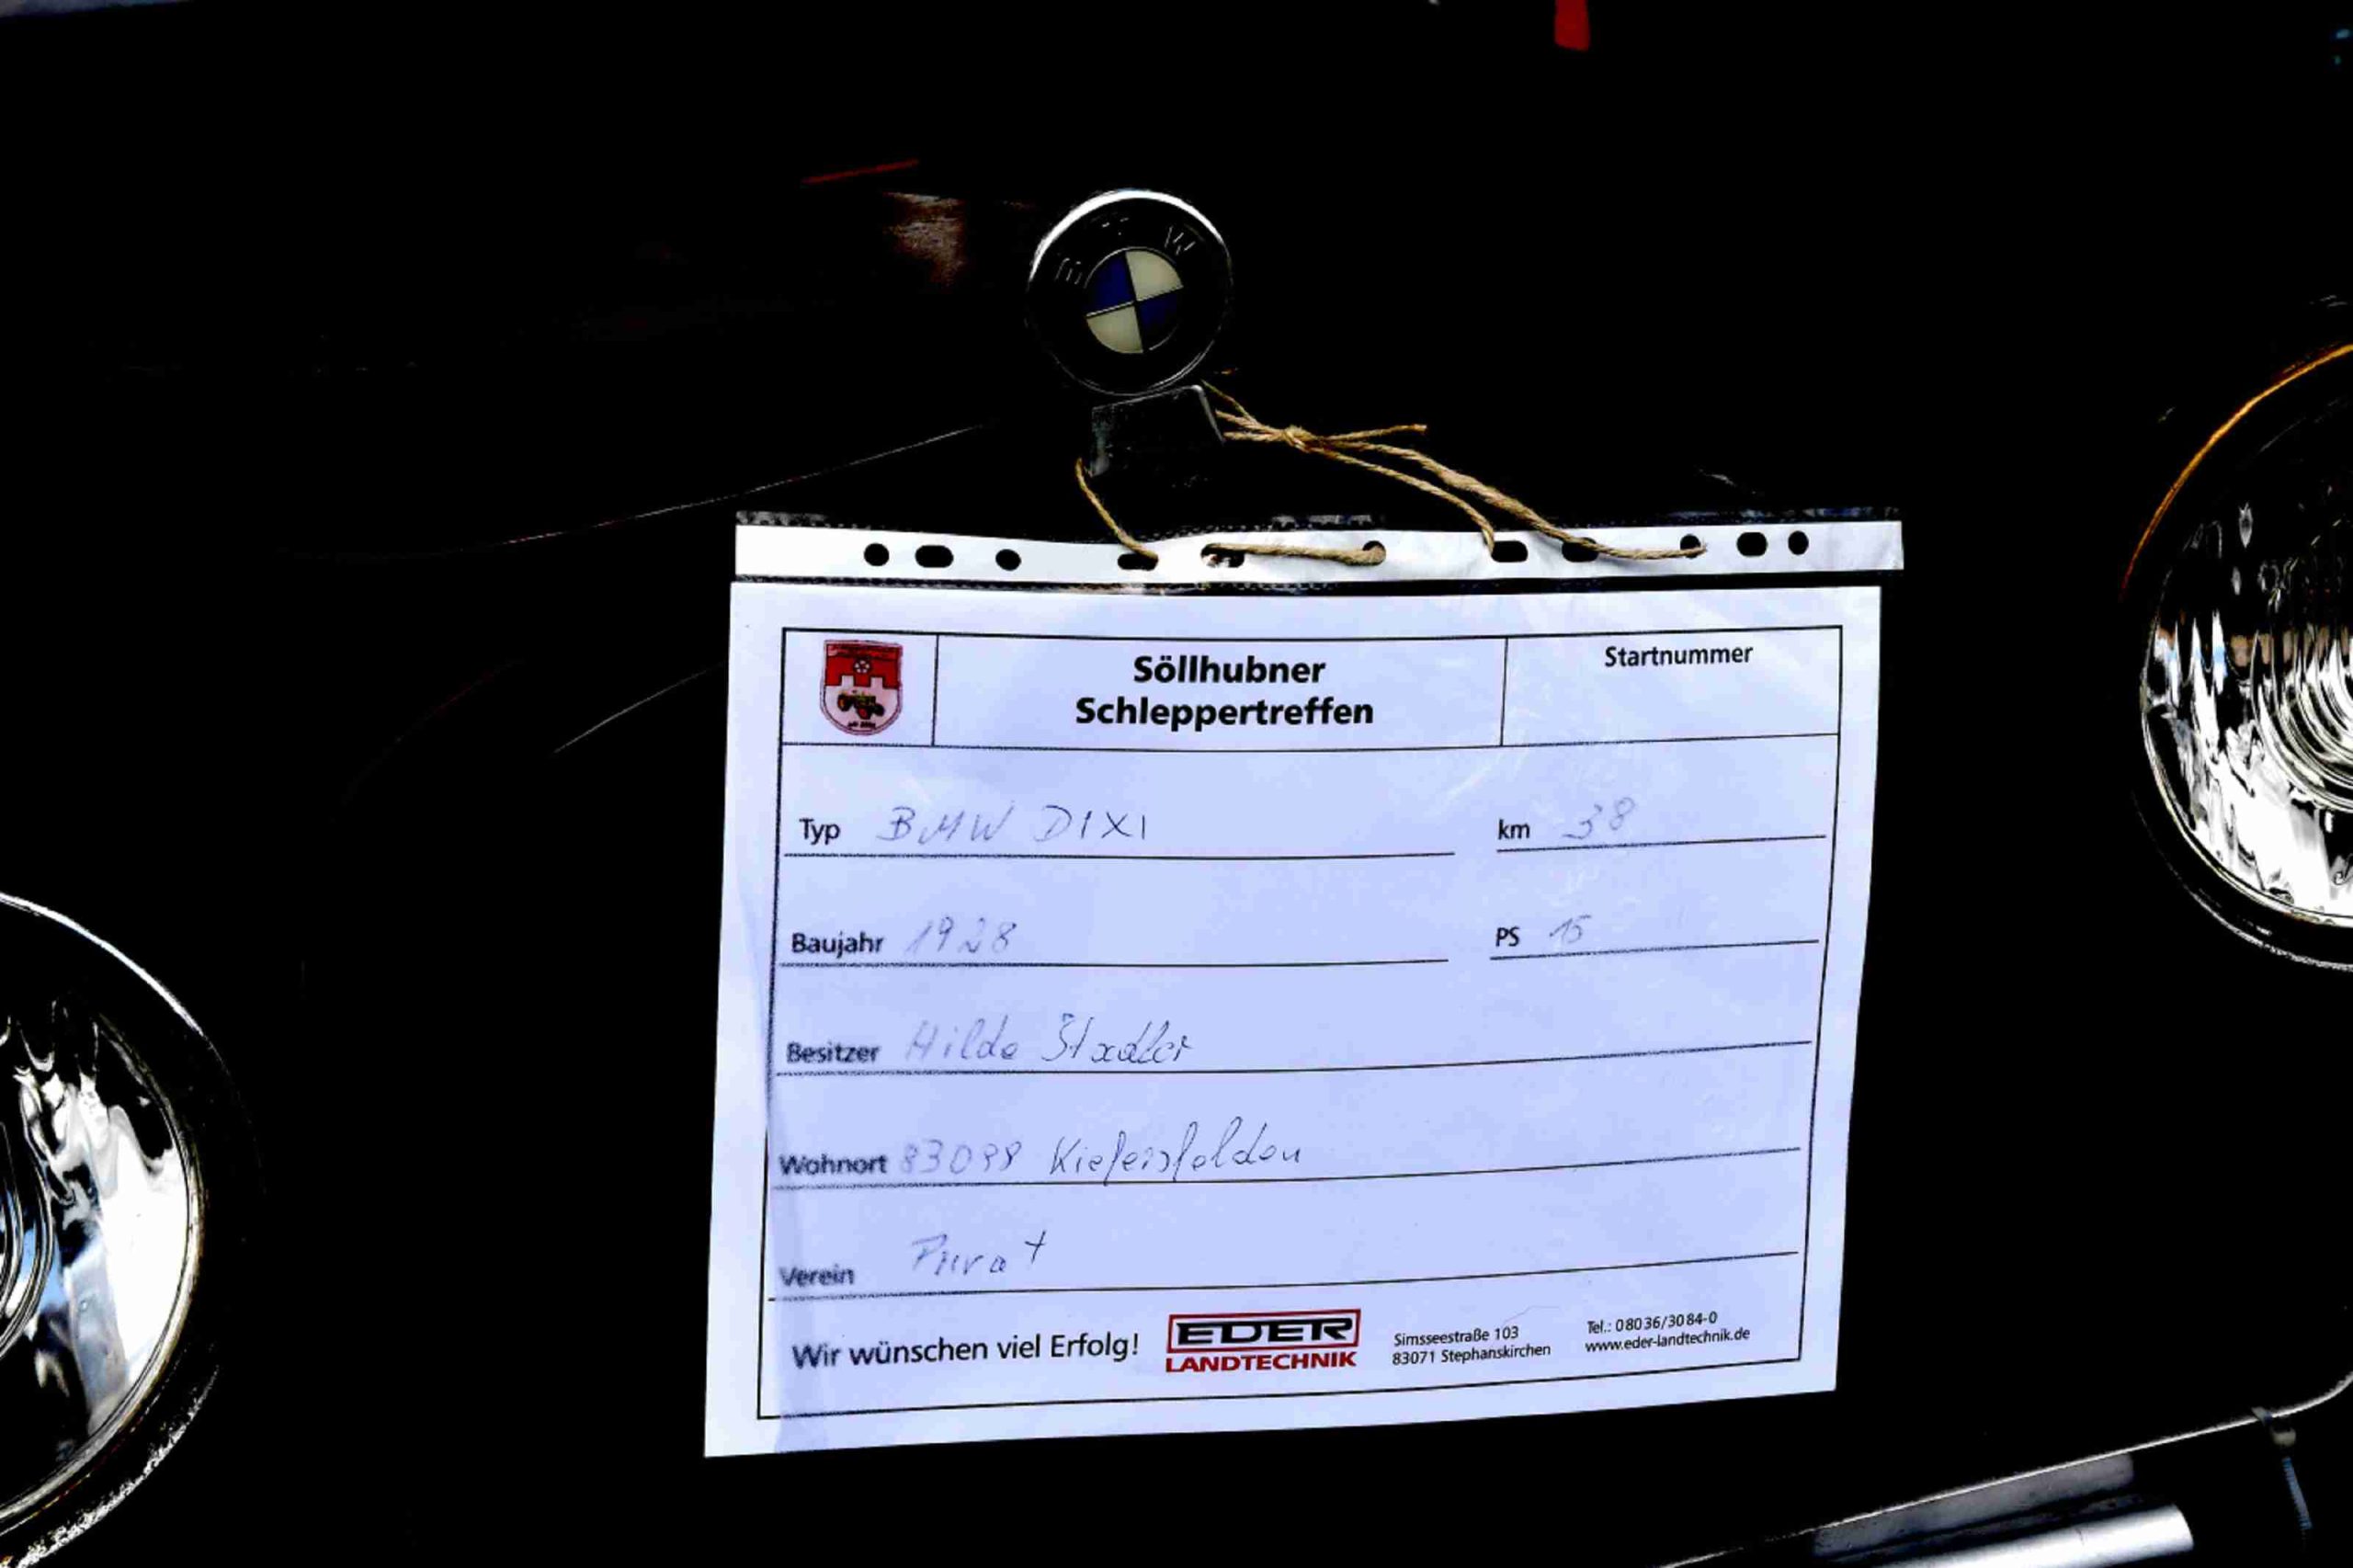 Söllhubner
Schleppertreffen
Startnummer
Typ BMW DIXI
km 38
Baujahr 1928
PS 15
Besitzer Hilde Stadler
Wohnort 83088 Kiefersfelden
Verein Privat
Wir wünschen viel Erfolg!
EDER
LANDTECHNIK
Simsseestraße 103
83071 Stephanskirchen
Tel.: 08036/3084-0
www.eder-landtechnik.de